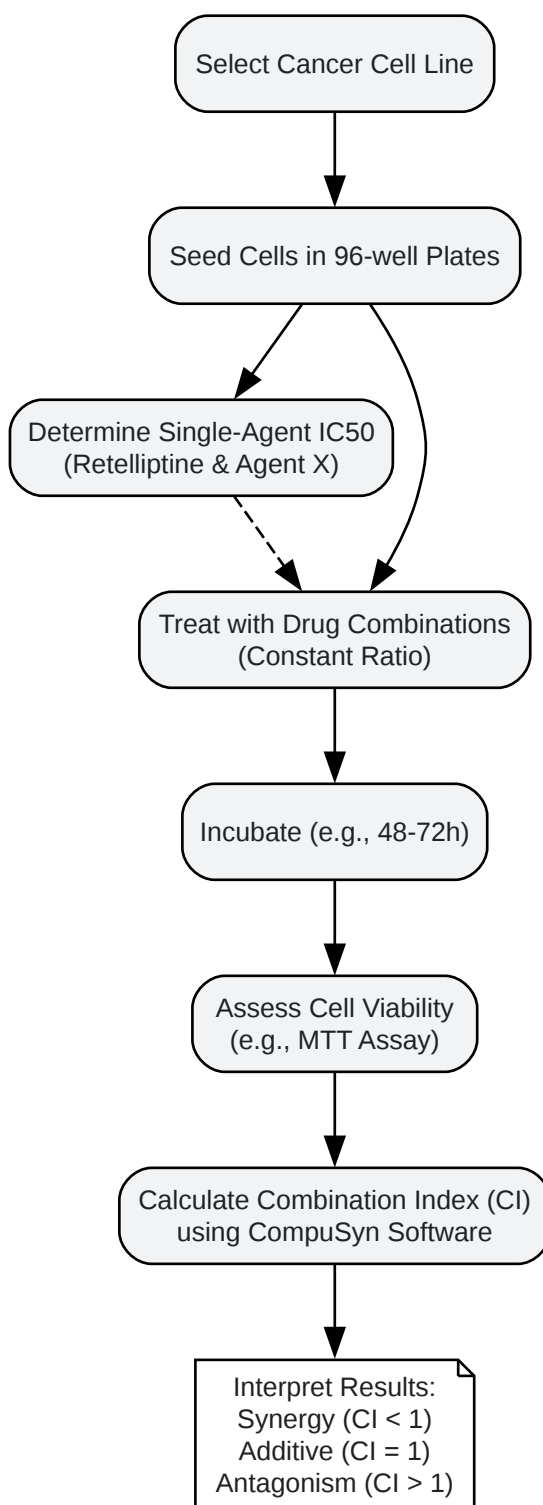 Select Cancer Cell Line
Seed Cells in 96-well Plates
Determine Single-Agent IC50
(Retelliptine & Agent X)
Treat with Drug Combinations
(Constant Ratio)
Incubate (e.g., 48-72h)
Assess Cell Viability
(e.g., MTT Assay)
Calculate Combination Index (CI)
using CompuSyn Software
Interpret Results:
Synergy (CI < 1)
Additive (CI = 1)
Antagonism (CI > 1)